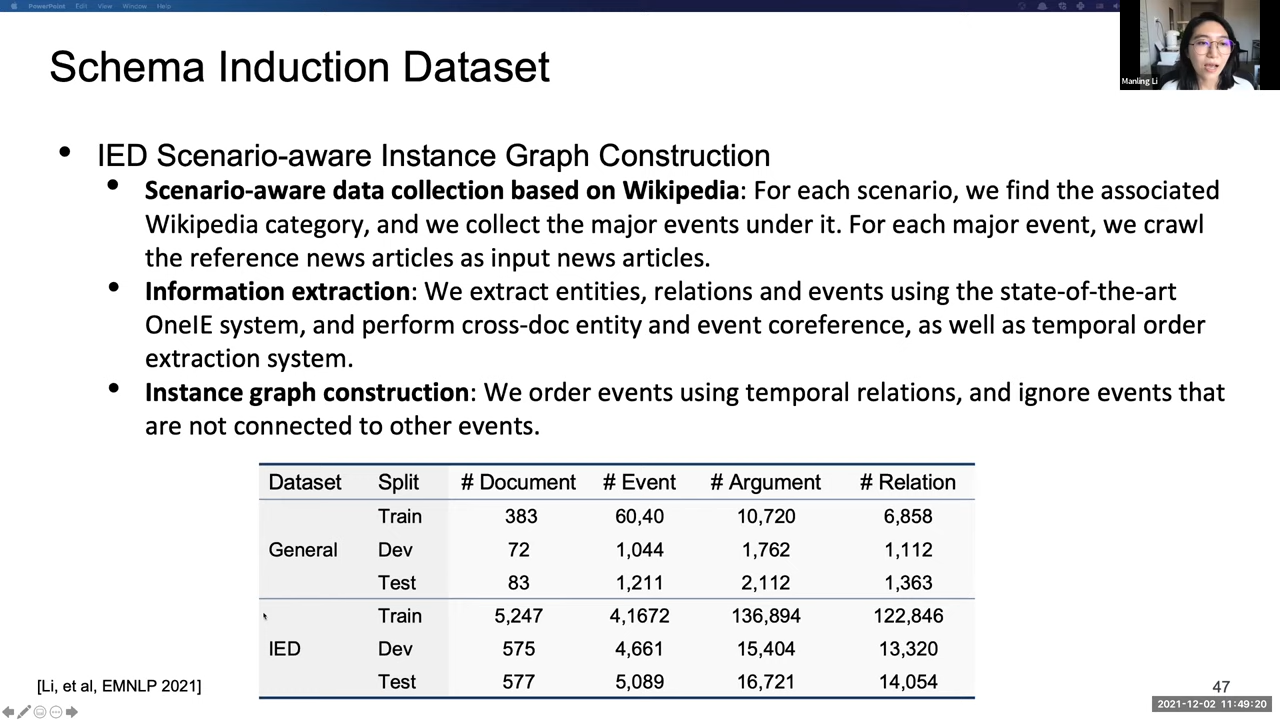 PowerPoint Edit View Window Help
Manling Li
Schema Induction Dataset
• IED Scenario-aware Instance Graph Construction
• Scenario-aware data collection based on Wikipedia: For each scenario, we find the associated
Wikipedia category, and we collect the major events under it. For each major event, we crawl
the reference news articles as input news articles.
• Information extraction: We extract entities, relations and events using the state-of-the-art
OneIE system, and perform cross-doc entity and event coreference, as well as temporal order
extraction system.
• Instance graph construction: We order events using temporal relations, and ignore events that
are not connected to other events.
Dataset Split # Document # Event # Argument # Relation
Train 383 60,40 10,720 6,858
General Dev 72 1,044 1,762 1,112
Test 83 1,211 2,112 1,363
Train 5,247 4,1672 136,894 122,846
IED Dev 575 4,661 15,404 13,320
Test 577 5,089 16,721 14,054
[Li, et al, EMNLP 2021]
47
2021-12-02 11:49:20